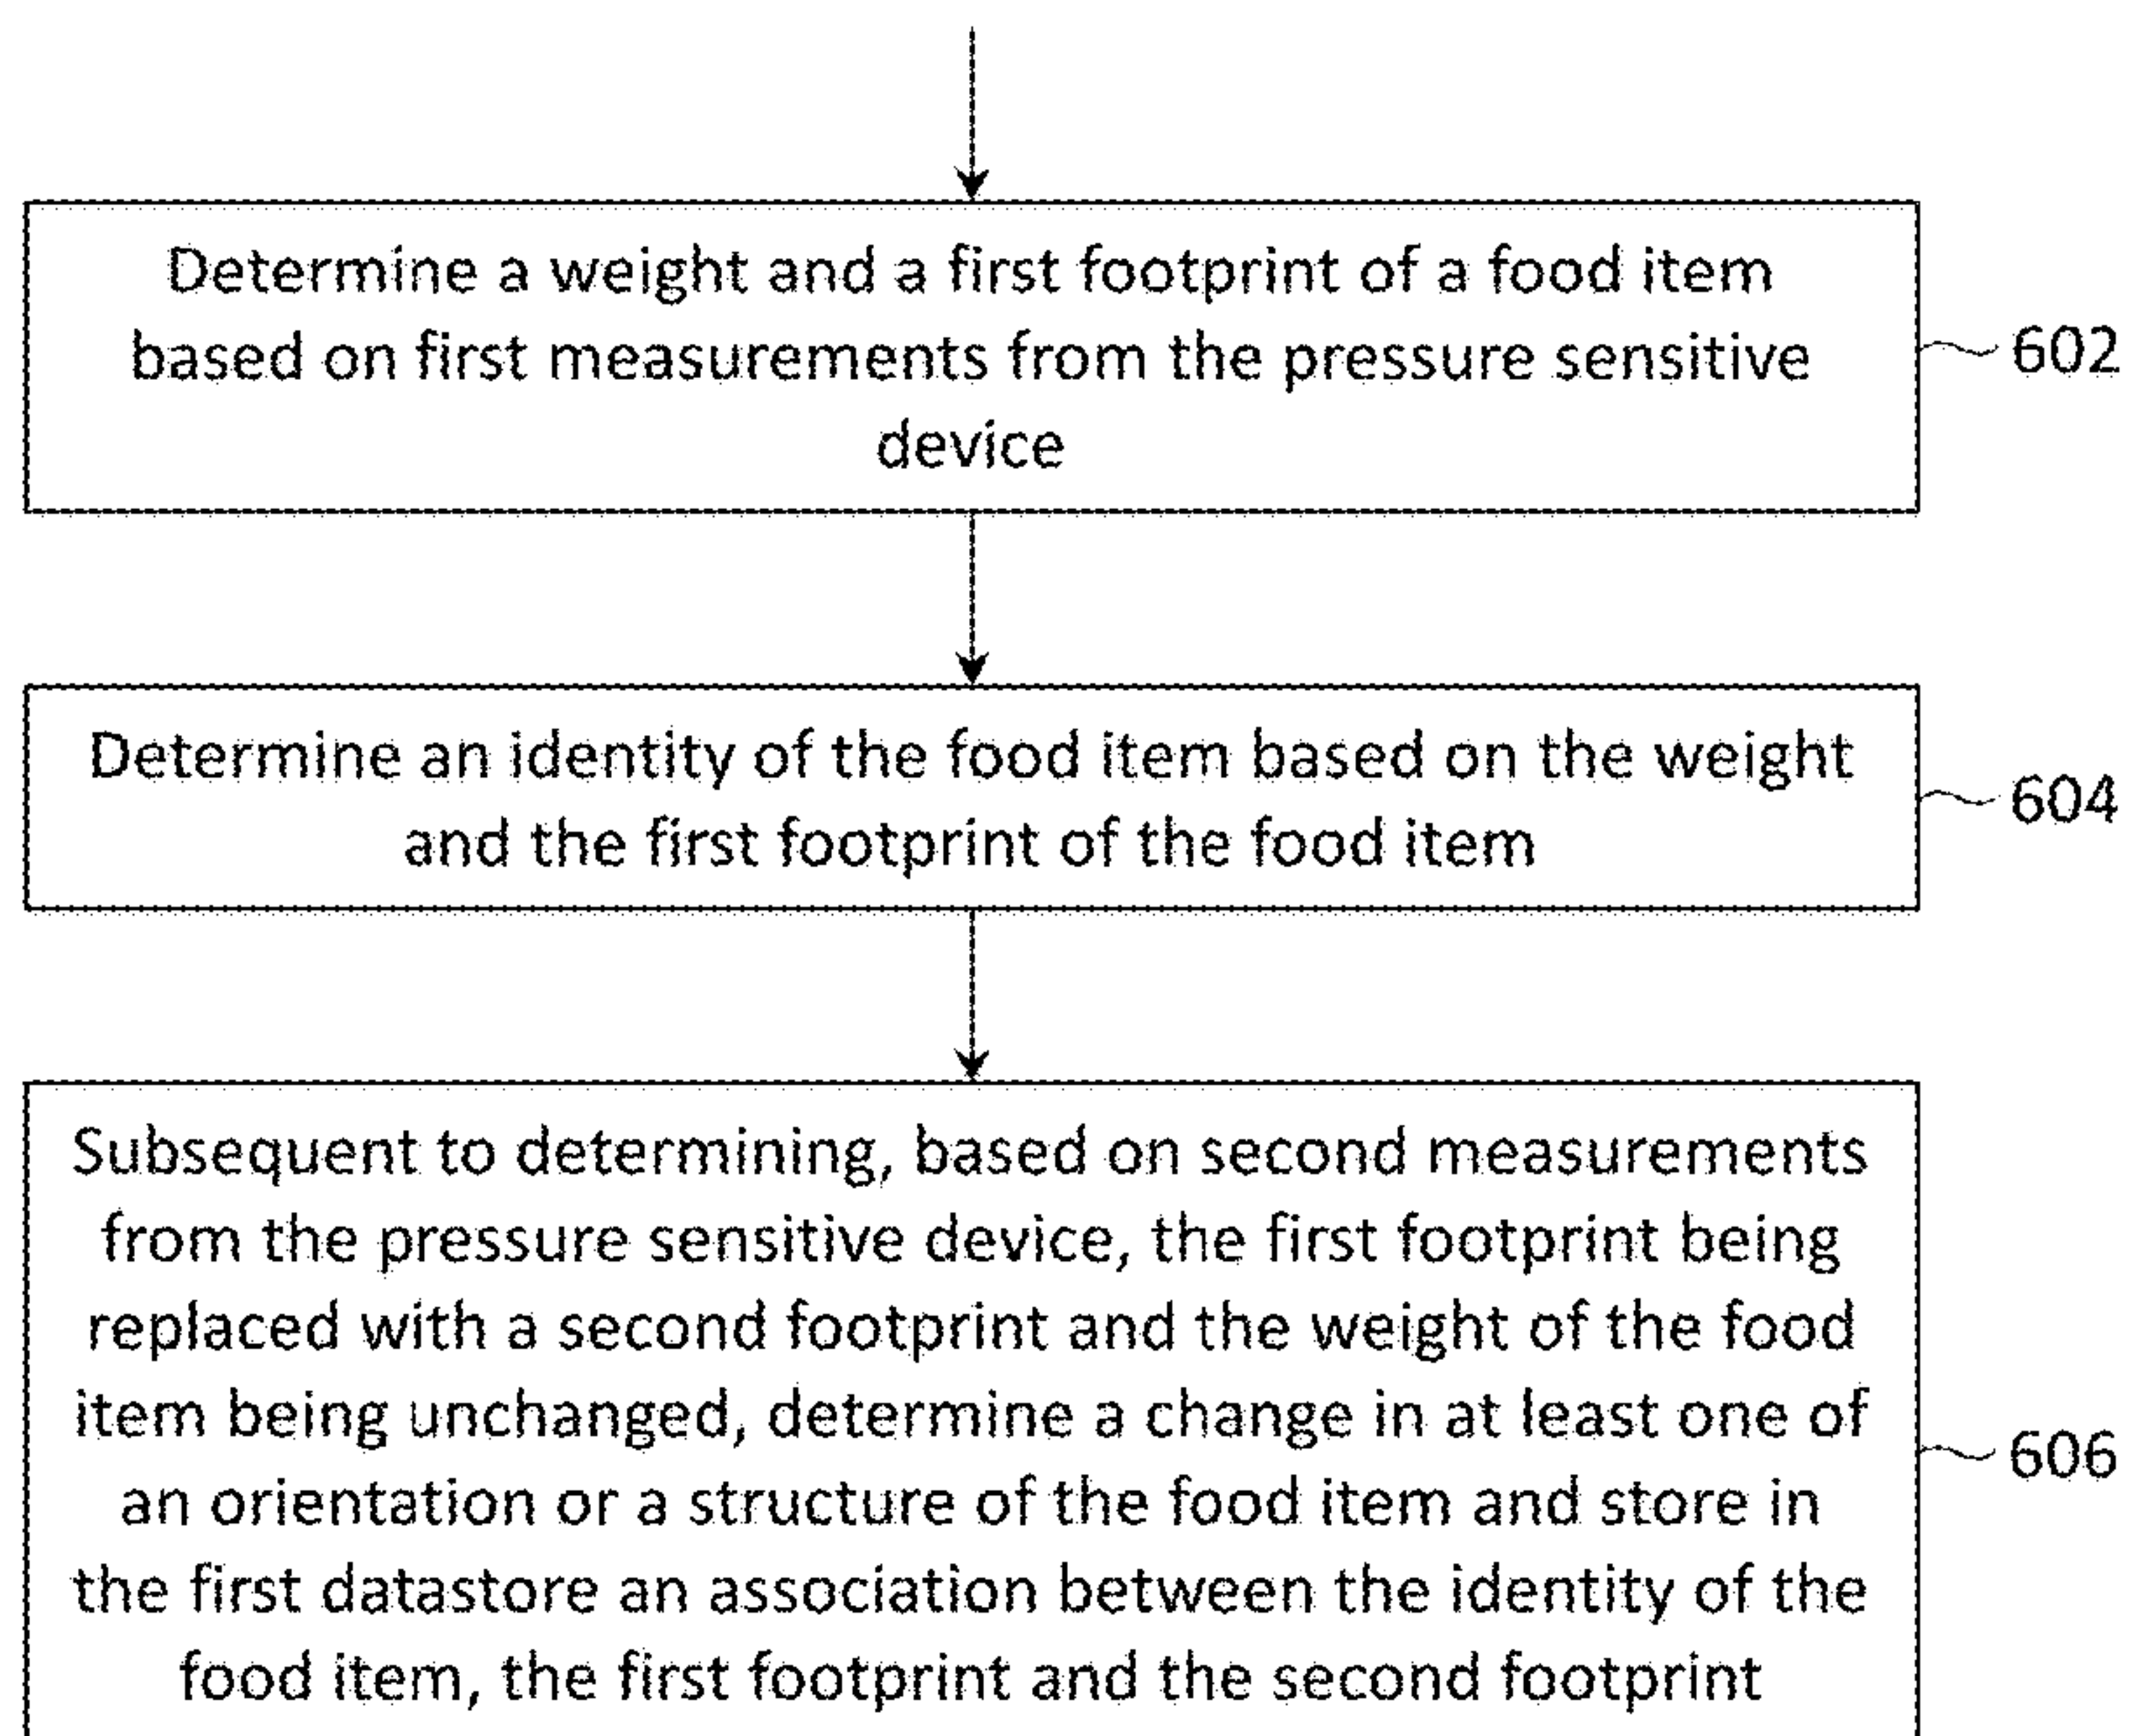 Determine a weight and a first footprint of a food item
based on first measurements from the pressure sensitive
device
602
Determine an identity of the food item based on the weight
and the first footprint of the food item
604
Subsequent to determining, based on second measurements
from the pressure sensitive device, the first footprint being
replaced with a second footprint and the weight of the food
item being unchanged, determine a change in at least one of
an orientation or a structure of the food item and store in
the first datastore an association between the identity of the
food item, the first footprint and the second footprint
606